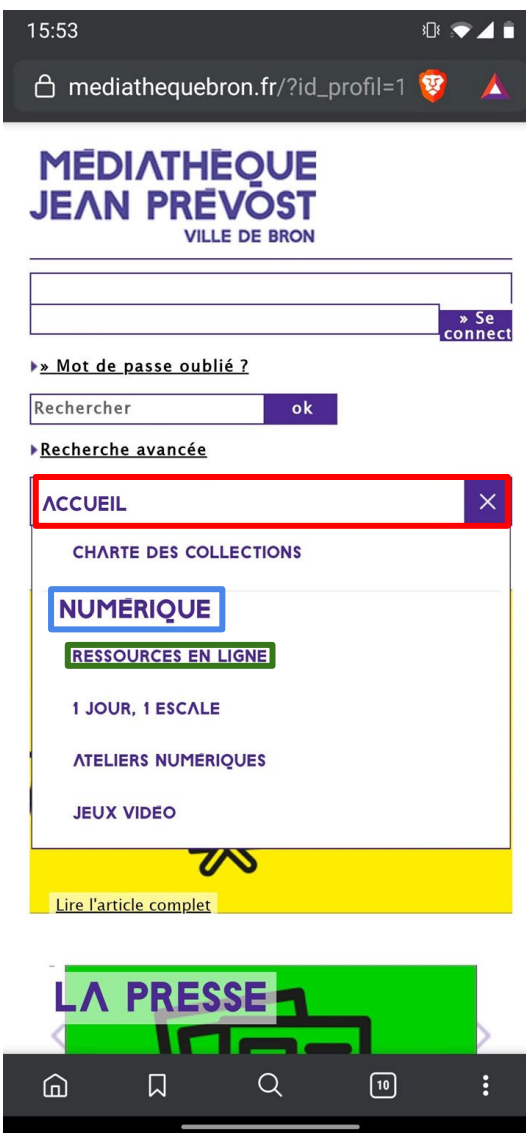 15:53
mediathequebron.fr/?id_profil=1
MÉDIATHÈQUE
JEAN PRÉVOST
VILLE DE BRON
» Se
connect
» Mot de passe oublié ?
Rechercher ok
Recherche avancée
ACCUEIL
CHARTE DES COLLECTIONS
NUMÉRIQUE
RESSOURCES EN LIGNE
1 JOUR, 1 ESCALE
ATELIERS NUMÉRIQUES
JEUX VIDÉO
Lire l'article complet
LA PRESSE
10